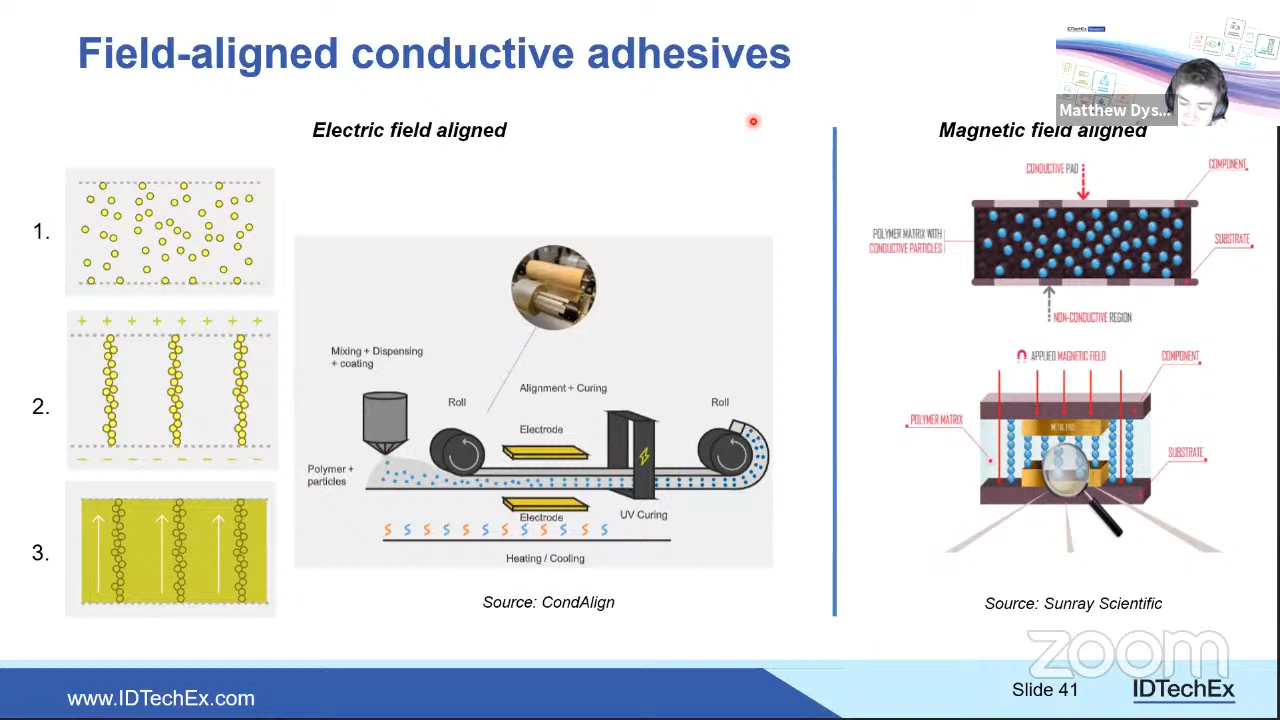 Field-aligned conductive adhesives
IDTechEx
Matthew Dys...
Electric field aligned
Magnetic field aligned
1.
2.
3.
Mixing + Dispensing
+ coating
Alignment + Curing
Roll
Roll
Electrode
Polymer +
particles
Electrode
UV Curing
Heating / Cooling
Source: CondAlign
CONDUCTIVE PAD
COMPONENT
POLYMER MATRIX WITH
CONDUCTIVE PARTICLES
SUBSTRATE
NON-CONDUCTIVE REGION
APPLIED MAGNETIC FIELD
COMPONENT
POLYMER MATRIX
METAL PAD
SUBSTRATE
Source: Sunray Scientific
zoom
www.IDTechEx.com
Slide 41
IDTechEx